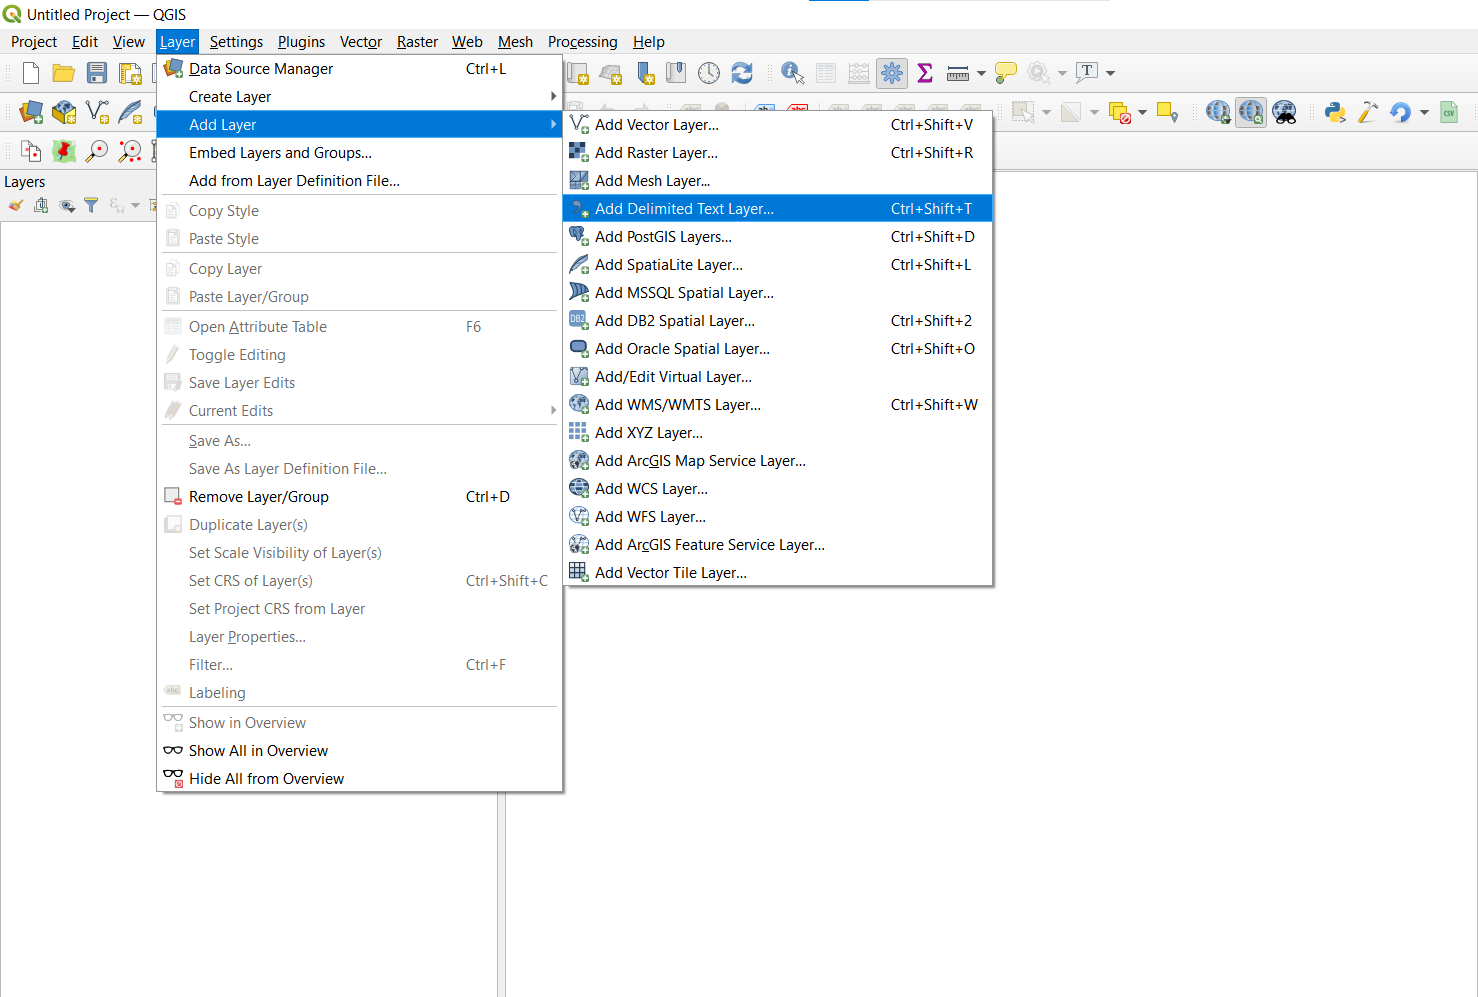 Untitled Project — QGIS
Project Edit View Layer Settings Plugins Vector Raster Web Mesh Processing Help
Data Source Manager Ctrl+L
Create Layer
Add Layer
Embed Layers and Groups...
Add from Layer Definition File...
Copy Style
Paste Style
Copy Layer
Paste Layer/Group
Open Attribute Table F6
Toggle Editing
Save Layer Edits
Current Edits
Save As...
Save As Layer Definition File...
Remove Layer/Group Ctrl+D
Duplicate Layer(s)
Set Scale Visibility of Layer(s)
Set CRS of Layer(s) Ctrl+Shift+C
Set Project CRS from Layer
Layer Properties...
Filter... Ctrl+F
Labeling
Show in Overview
Show All in Overview
Hide All from Overview
Add Vector Layer... Ctrl+Shift+V
Add Raster Layer... Ctrl+Shift+R
Add Mesh Layer...
Add Delimited Text Layer... Ctrl+Shift+T
Add PostGIS Layers... Ctrl+Shift+D
Add SpatiaLite Layer... Ctrl+Shift+L
Add MSSQL Spatial Layer...
Add DB2 Spatial Layer... Ctrl+Shift+2
Add Oracle Spatial Layer... Ctrl+Shift+O
Add/Edit Virtual Layer...
Add WMS/WMTS Layer... Ctrl+Shift+W
Add XYZ Layer...
Add ArcGIS Map Service Layer...
Add WCS Layer...
Add WFS Layer...
Add ArcGIS Feature Service Layer...
Add Vector Tile Layer...
Layers
CSV
DB2